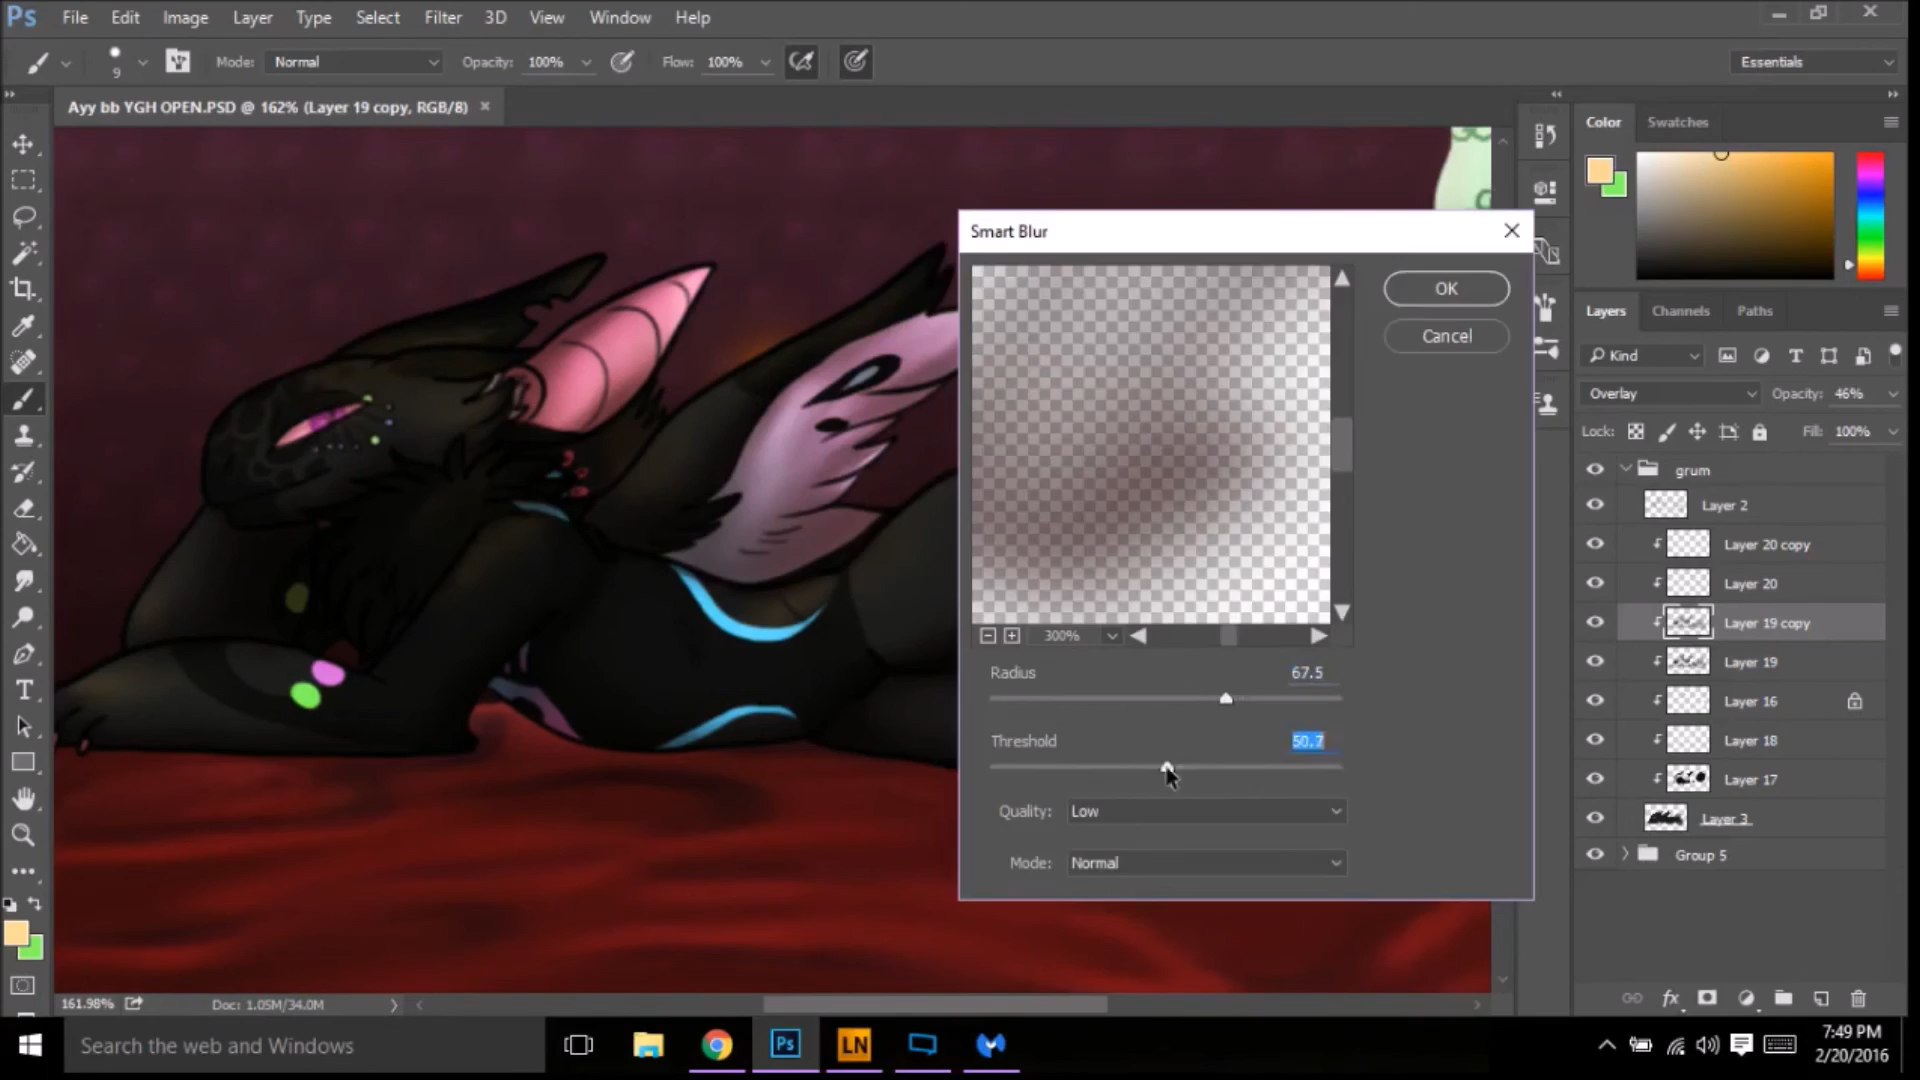 Ps File Edit Image Layer Type Select Filter 3D View Window Help
9 Mode: Normal Opacity: 100% Flow: 100% Essentials
Ayy bb YGH OPEN.PSD @ 162% (Layer 19 copy, RGB/8) ×
Color Swatches
Smart Blur
OK
Cancel
300%
Radius 67.5
Threshold 50.7
Quality: Low
Mode: Normal
Layers Channels Paths
Kind
Overlay Opacity: 46%
Lock: Fill: 100%
grum
Layer 2
Layer 20 copy
Layer 20
Layer 19 copy
Layer 19
Layer 16
Layer 18
Layer 17
Layer 3
Group 5
fx
161.98% Doc: 1.05M/34.0M
Search the web and Windows
Ps
LN
7:49 PM
2/20/2016